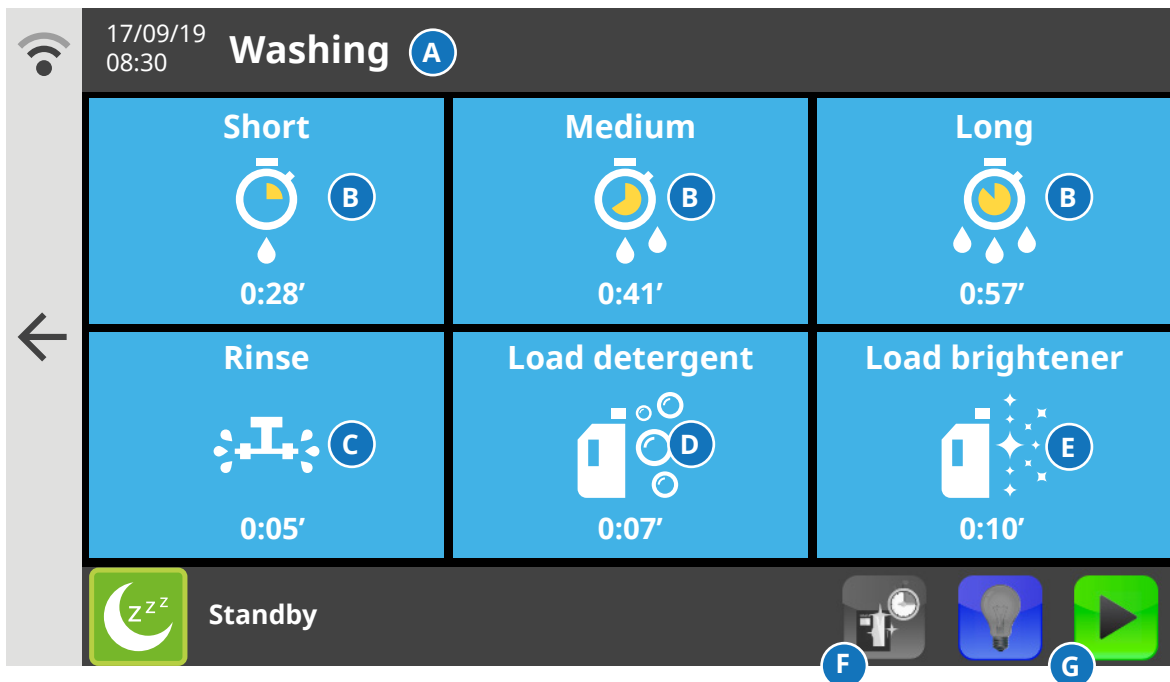 17/09/19
08:30
Washing A
Short
B
0:28’
Medium
B
0:41’
Long
B
0:57’
Rinse
C
0:05’
Load detergent
D
0:07’
Load brightener
E
0:10’
zzz
Standby
F
G